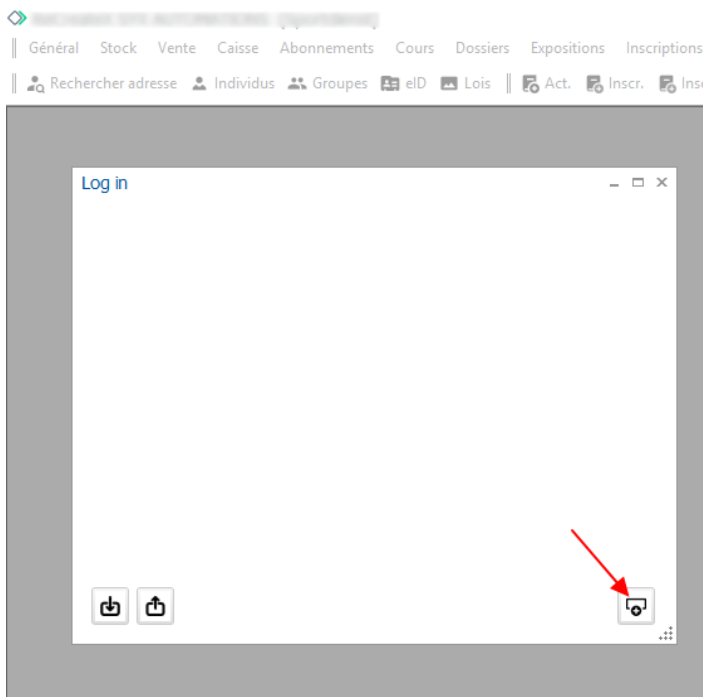 Général Stock Vente Caisse Abonnements Cours Dossiers Expositions Inscriptions
Rechercher adresse Individus Groupes eID Lois Act. Inscr.
Log in